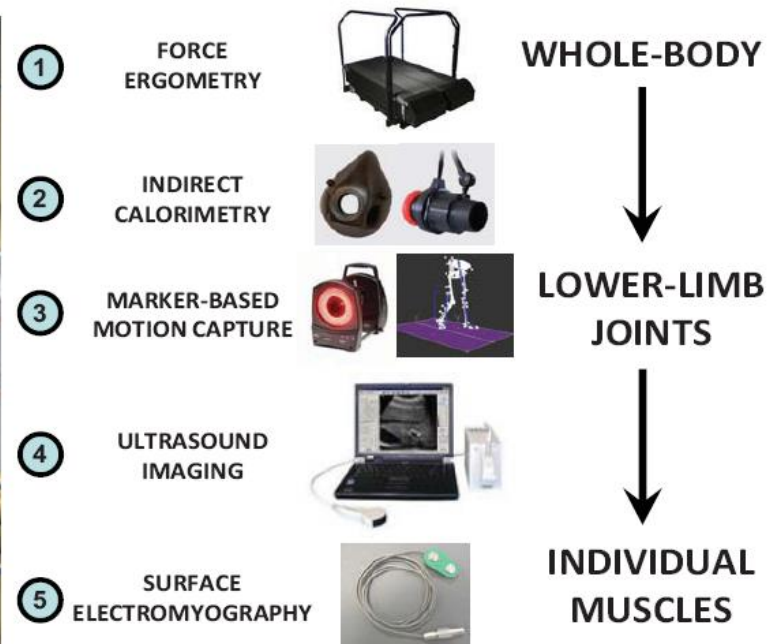 1
FORCE
ERGOMETRY
WHOLE-BODY
2
INDIRECT
CALORIMETRY
3
MARKER-BASED
MOTION CAPTURE
LOWER-LIMB
JOINTS
4
ULTRASOUND
IMAGING
5
SURFACE
ELECTROMYOGRAPHY
INDIVIDUAL
MUSCLES